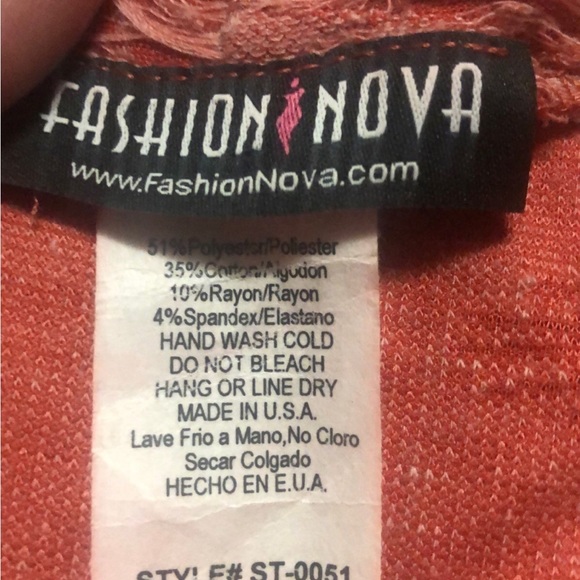 FASHION NOVA
www.FashionNova.com
51%Polyester/Poliester
35%Cotton/Algodon
10%Rayon/Rayon
4%Spandex/Elastano
HAND WASH COLD
DO NOT BLEACH
HANG OR LINE DRY
MADE IN U.S.A.
Lave Frio a Mano,No Cloro
Secar Colgado
HECHO EN E.U.A.
STYLE# ST-0051